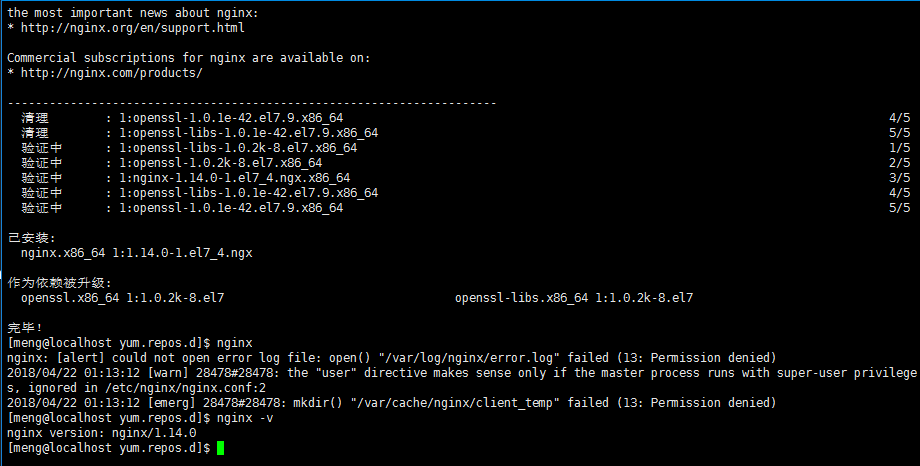 the most important news about nginx:
* http://nginx.org/en/support.html
Commercial subscriptions for nginx are available on:
* http://nginx.com/products/
----------------------------------------------------------------------
清理 : 1:openssl-1.0.1e-42.el7.9.x86_64 4/5
清理 : 1:openssl-libs-1.0.1e-42.el7.9.x86_64 5/5
验证中 : 1:openssl-libs-1.0.2k-8.el7.x86_64 1/5
验证中 : 1:openssl-1.0.2k-8.el7.x86_64 2/5
验证中 : 1:nginx-1.14.0-1.el7_4.ngx.x86_64 3/5
验证中 : 1:openssl-libs-1.0.1e-42.el7.9.x86_64 4/5
验证中 : 1:openssl-1.0.1e-42.el7.9.x86_64 5/5
已安装:
nginx.x86_64 1:1.14.0-1.el7_4.ngx
作为依赖被升级:
openssl.x86_64 1:1.0.2k-8.el7 openssl-libs.x86_64 1:1.0.2k-8.el7
完毕!
[meng@localhost yum.repos.d]$ nginx
nginx: [alert] could not open error log file: open() "/var/log/nginx/error.log" failed (13: Permission denied)
2018/04/22 01:13:12 [warn] 28478#28478: the "user" directive makes sense only if the master process runs with super-user privilege
s, ignored in /etc/nginx/nginx.conf:2
2018/04/22 01:13:12 [emerg] 28478#28478: mkdir() "/var/cache/nginx/client_temp" failed (13: Permission denied)
[meng@localhost yum.repos.d]$ nginx -v
nginx version: nginx/1.14.0
[meng@localhost yum.repos.d]$